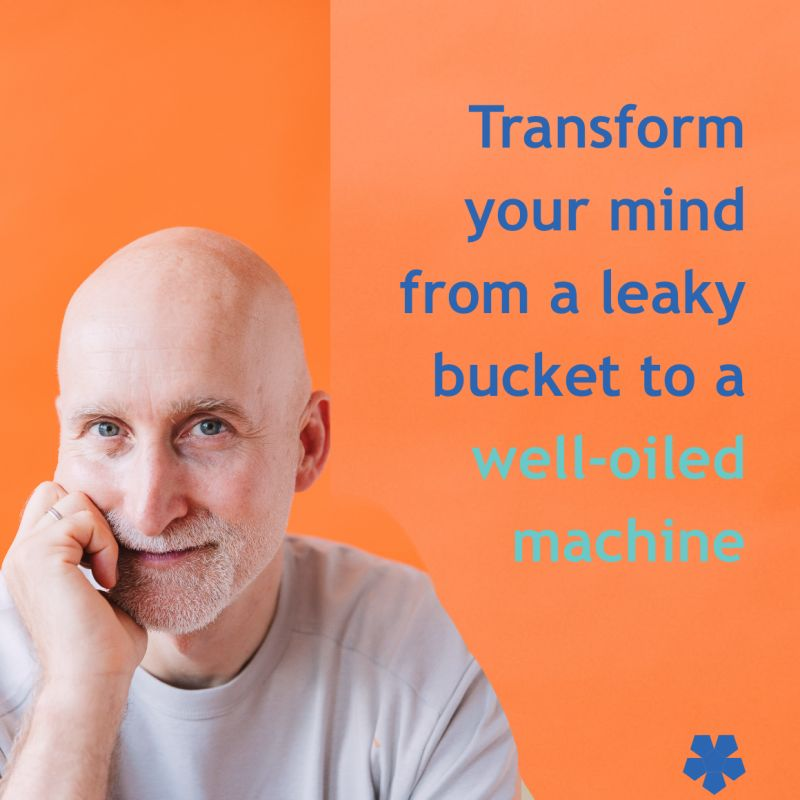 Transform
your mind
from a leaky
bucket to a
well-oiled
machine